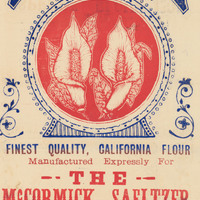 FINEST QUALITY, CALIFORNIA FLOUR
Manufactured Expressly For
THE
McCORMICK, SAELTZER